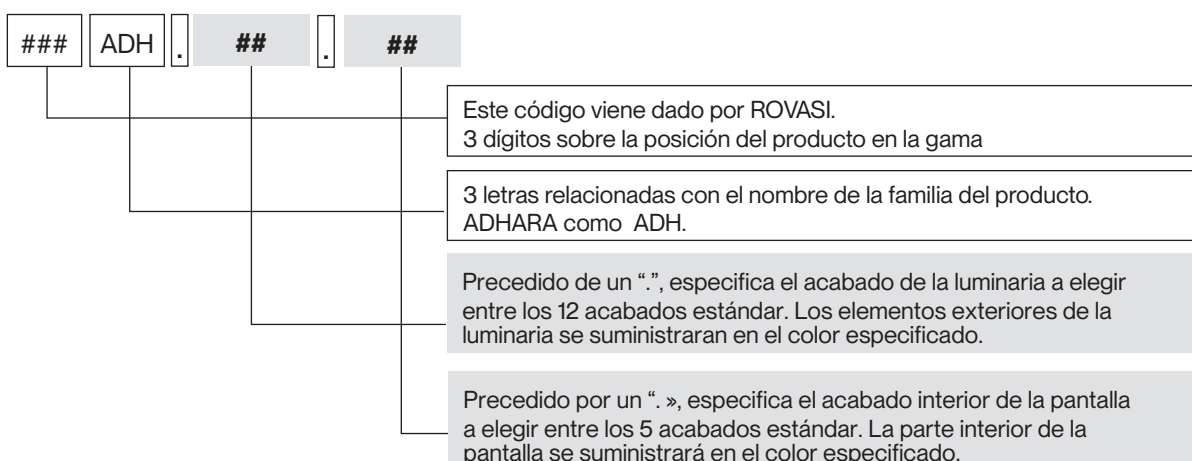 ### ADH . ## . ##
Este código viene dado por ROVASI.
3 dígitos sobre la posición del producto en la gama
3 letras relacionadas con el nombre de la familia del producto.
ADHARA como ADH.
Precedido de un “.”, especifica el acabado de la luminaria a elegir
entre los 12 acabados estándar. Los elementos exteriores de la
luminaria se suministraran en el color especificado.
Precedido por un “. », especifica el acabado interior de la pantalla
a elegir entre los 5 acabados estándar. La parte interior de la
pantalla se suministrará en el color especificado.